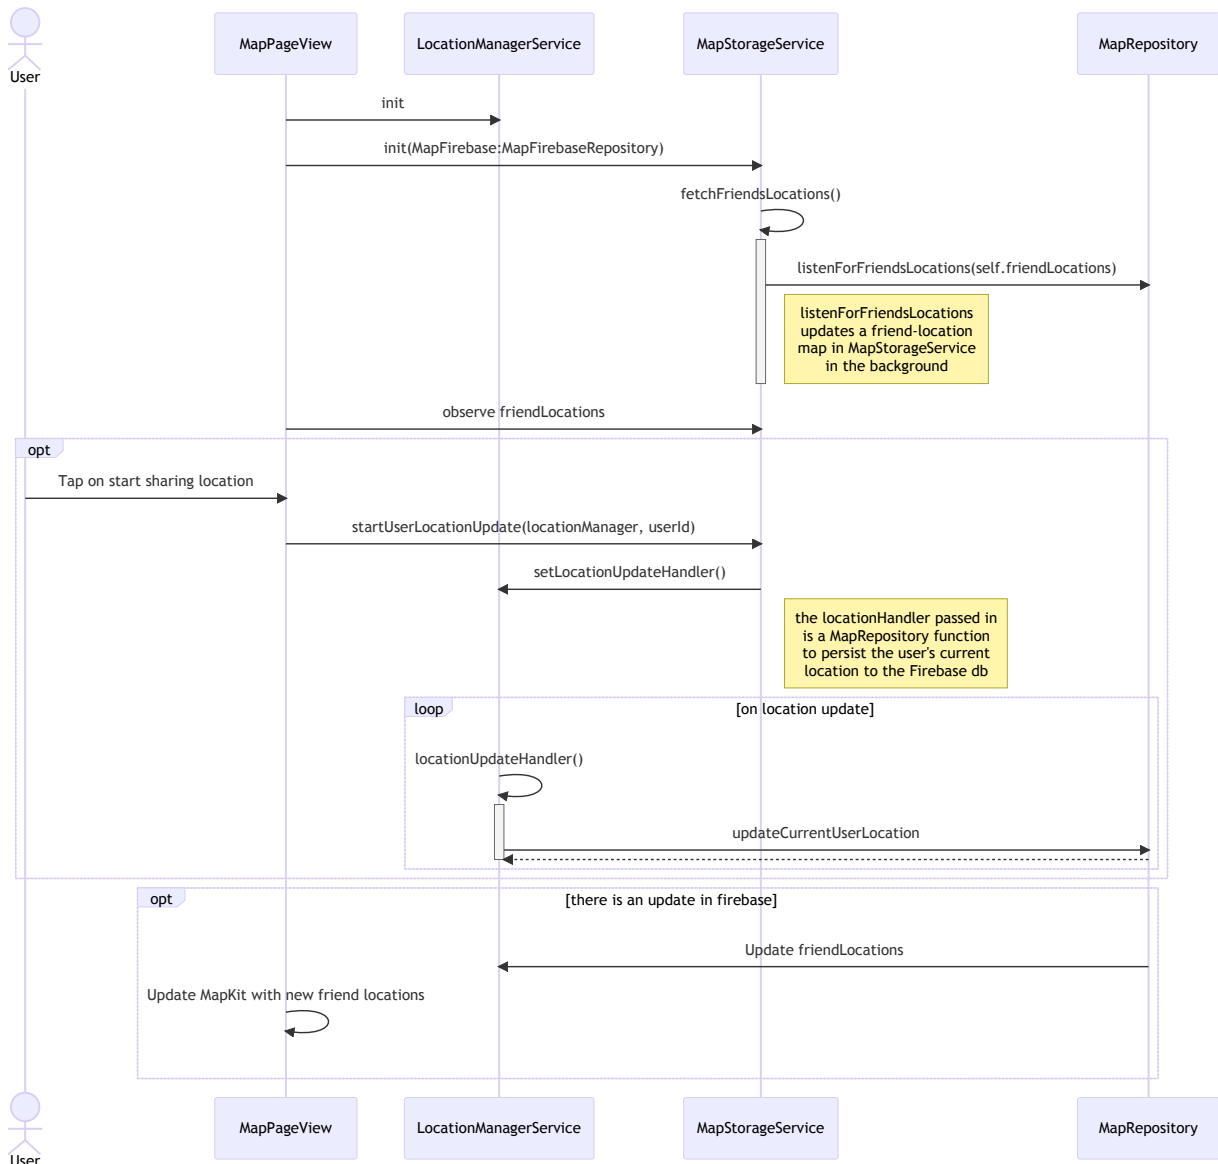 User
MapPageView
LocationManagerService
MapStorageService
MapRepository
init
init(MapFirebase:MapFirebaseRepository)
fetchFriendsLocations()
listenForFriendsLocations(self.friendLocations)
listenForFriendsLocations
updates a friend-location
map in MapStorageService
in the background
observe friendLocations
opt
Tap on start sharing location
startUserLocationUpdate(locationManager, userId)
setLocationUpdateHandler()
the locationHandler passed in
is a MapRepository function
to persist the user's current
location to the Firebase db
loop
[on location update]
locationUpdateHandler()
updateCurrentUserLocation
opt
[there is an update in firebase]
Update friendLocations
Update MapKit with new friend locations
MapPageView
LocationManagerService
MapStorageService
MapRepository
User